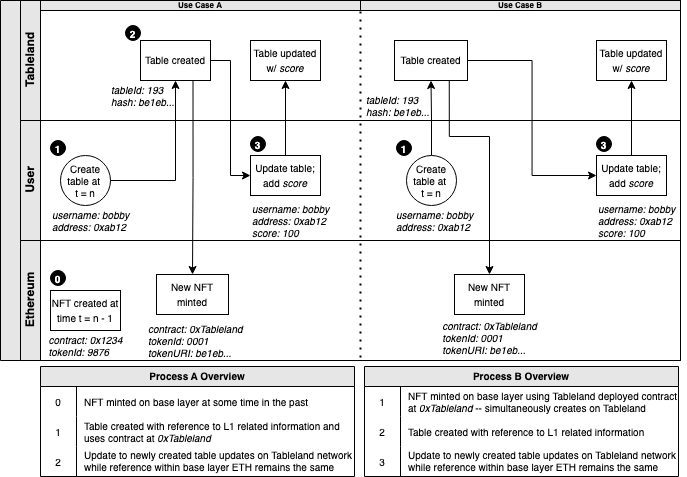 Use Case A
Use Case B
Tableland
2
Table created
Table updated
w/ score
tableId: 193
hash: be1eb...
Table created
Table updated
w/ score
tableId: 193
hash: be1eb...
User
1
Create
table at
t = n
username: bobby
address: 0xab12
3
Update table;
add score
username: bobby
address: 0xab12
score: 100
1
Create
table at
t = n
username: bobby
address: 0xab12
3
Update table;
add score
username: bobby
address: 0xab12
score: 100
Ethereum
0
NFT created at
time t = n - 1
contract: 0x1234
tokenId: 9876
New NFT
minted
contract: 0xTableland
tokenId: 0001
tokenURI: be1eb...
New NFT
minted
contract: 0xTableland
tokenId: 0001
tokenURI: be1eb...
Process A Overview
0
NFT minted on base layer at some time in the past
1
Table created with reference to L1 related information and
uses contract at 0xTableland
2
Update to newly created table updates on Tableland network
while reference within base layer ETH remains the same
Process B Overview
1
NFT minted on base layer using Tableland deployed contract
at 0xTableland -- simultaneously creates on Tableland
2
Table created with reference to L1 related information
3
Update to newly created table updates on Tableland network
while reference within base layer ETH remains the same